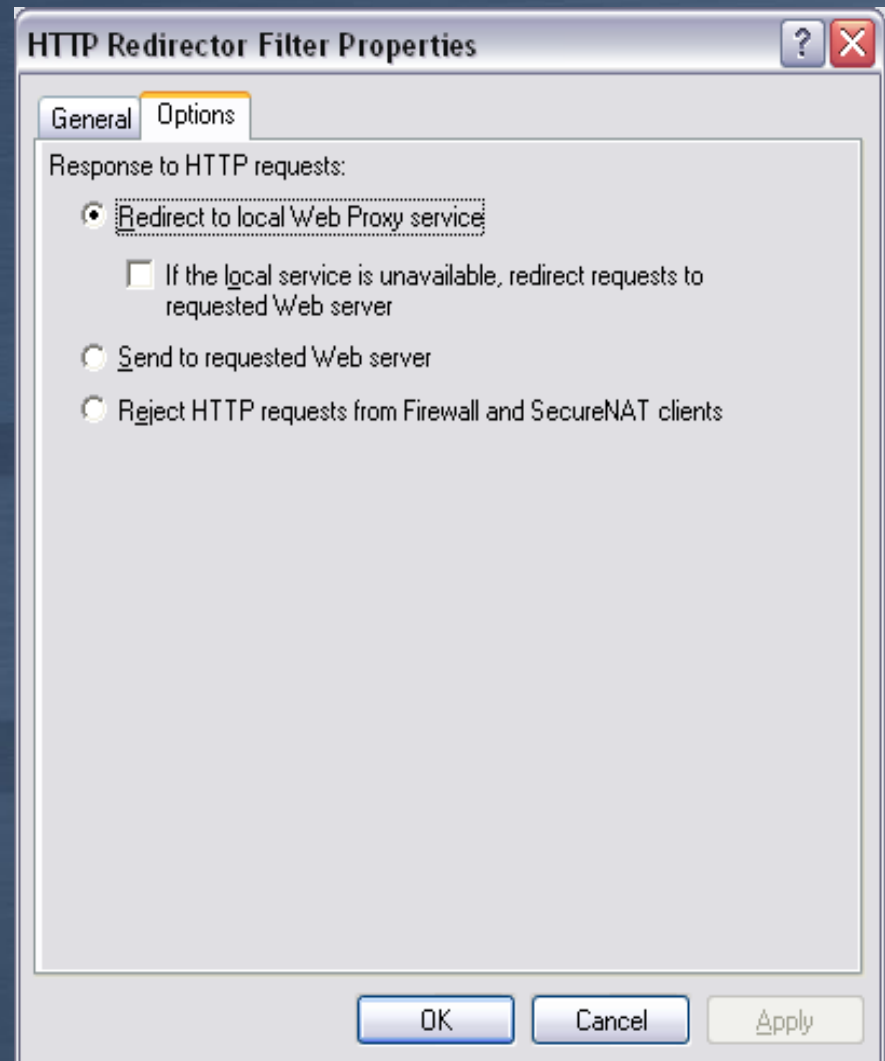 HTTP Redirector Filter Properties
?
General
Options
Response to HTTP requests:
Redirect to local Web Proxy service
If the local service is unavailable, redirect requests to
requested Web server
Send to requested Web server
Reject HTTP requests from Firewall and SecureNAT clients
OK
Cancel
Apply